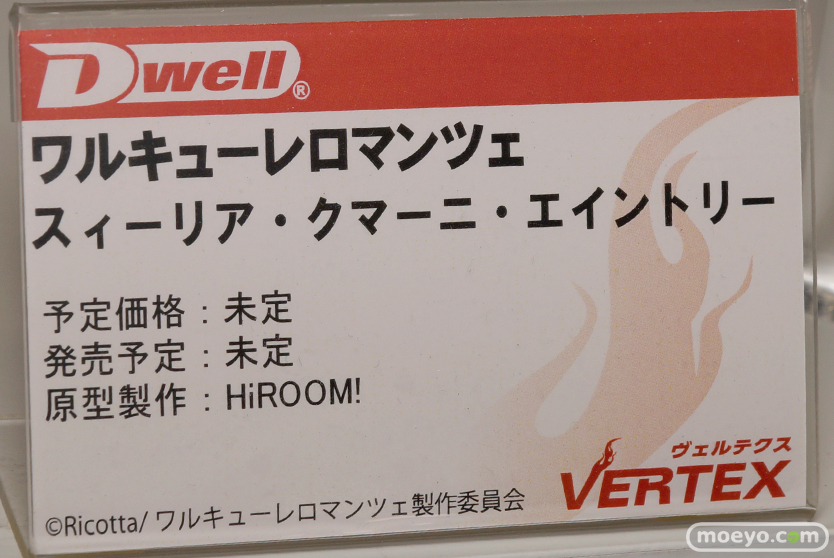 Dwell®
ワルキューレロマンツェ
スィーリア・クマーニ・エイントリー
予定価格：未定
発売予定：未定
原型製作：HiROOM!
ヴェルテクス
VERTEX
©Ricotta/ワルキューレロマンツェ製作委員会
moeyo.com